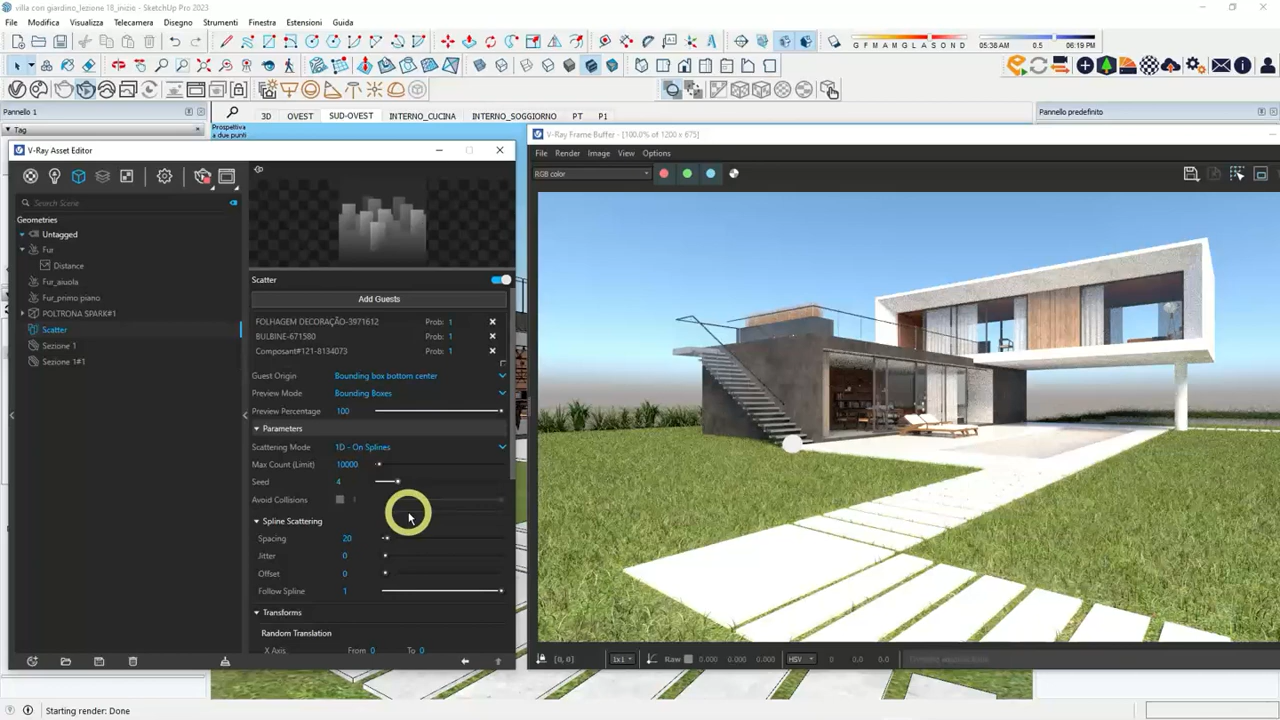 villa con giardino_lezione 18_inizio - SketchUp Pro 2023
File Modifica Visualizza Telecamera Disegno Strumenti Finestra Estensioni Guida
G F M A M G L A S O N D 05:38 AM 0.5 06:19 PM
Pannello 1
3D OVEST SUD-OVEST INTERNO_CUCINA INTERNO_SOGGIORNO PT P1
Pannello predefinito
Tag
Prospettiva
a due punti
V-Ray Asset Editor
Search Scene
Geometries
Untagged
Fur
Distance
Fur_aiuola
Fur_primo piano
POLTRONA SPARK#1
Scatter
Sezione 1
Sezione 1#1
Scatter
Add Guests
FOLHAGEM DECORAÇÃO-3971612 Prob: 1
BULBINE-671580 Prob: 1
Composant#121-8134073 Prob: 1
Guest Origin Bounding box bottom center
Preview Mode Bounding Boxes
Preview Percentage 100
Parameters
Scattering Mode 1D - On Splines
Max Count (Limit) 10000
Seed 4
Avoid Collisions
Spline Scattering
Spacing 20
Jitter 0
Offset 0
Follow Spline 1
Transforms
Random Translation
X Axis From 0 To 0
V-Ray Frame Buffer - [100.0% of 1200 x 675]
File Render Image View Options
RGB color
[0, 0] 1x1 Raw 0.000 0.000 0.000 HSV 0 0.0 0.0
Starting render: Done